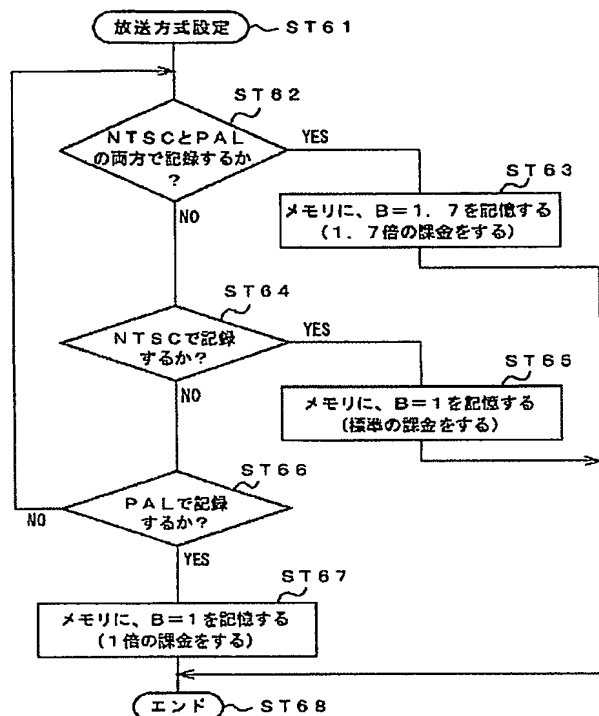 放送方式設定
ST61
ST62
NTSCとPAL
の両方で記録するか
?
YES
NO
ST63
メモリに、B=1.7を記憶する
(1.7倍の課金をする)
ST64
NTSCで記録
するか?
YES
NO
ST65
メモリに、B=1を記憶する
(標準の課金をする)
ST66
PALで記録
するか?
NO
YES
ST67
メモリに、B=1を記憶する
(1倍の課金をする)
エンド
ST68